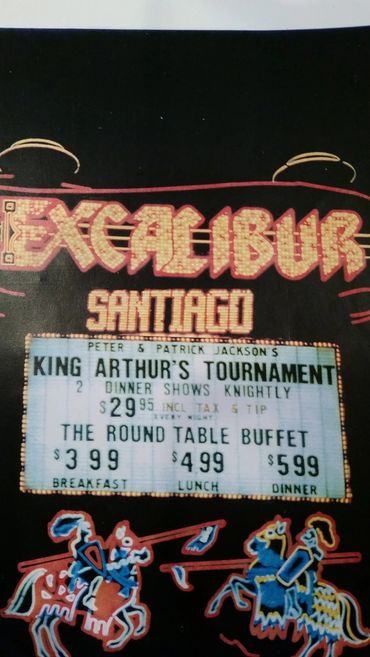 EXCALIBUR
SANTIAGO
PETER & PATRICK JACKSON'S
KING ARTHUR'S TOURNAMENT
2 DINNER SHOWS KNIGHTLY
$29.95 INCL TAX & TIP
(EVERY NIGHT)
THE ROUND TABLE BUFFET
$3 99 $4.99 $5 99
BREAKFAST LUNCH DINNER